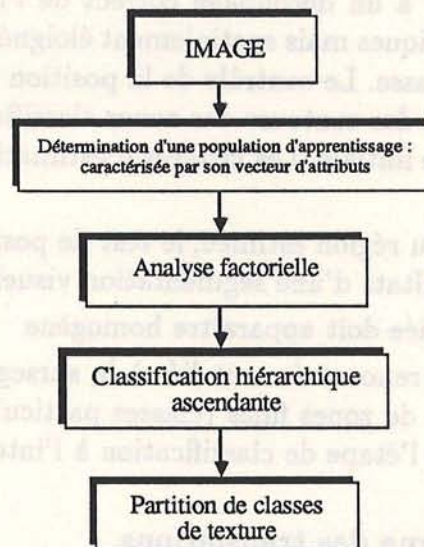 IMAGE
Détermination d'une population d'apprentissage :
caractérisée par son vecteur d'attributs
Analyse factorielle
Classification hiérarchique
ascendante
Partition de classes
de texture